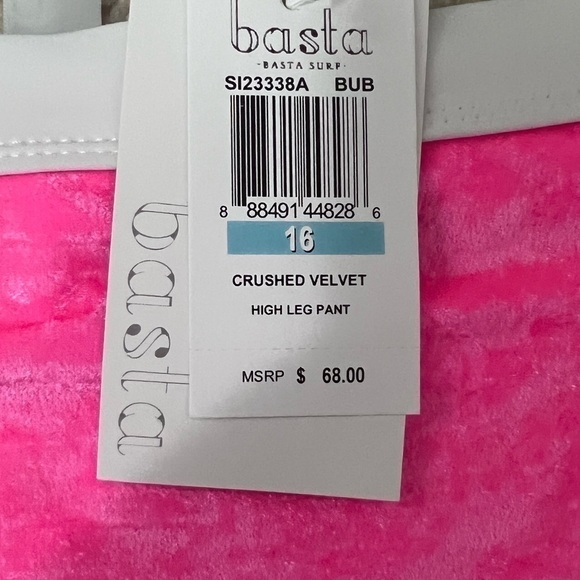 basta
·BASTA SURF·
SI23338A BUB
8 88491 44828 6
16
CRUSHED VELVET
HIGH LEG PANT
MSRP $ 68.00
basta